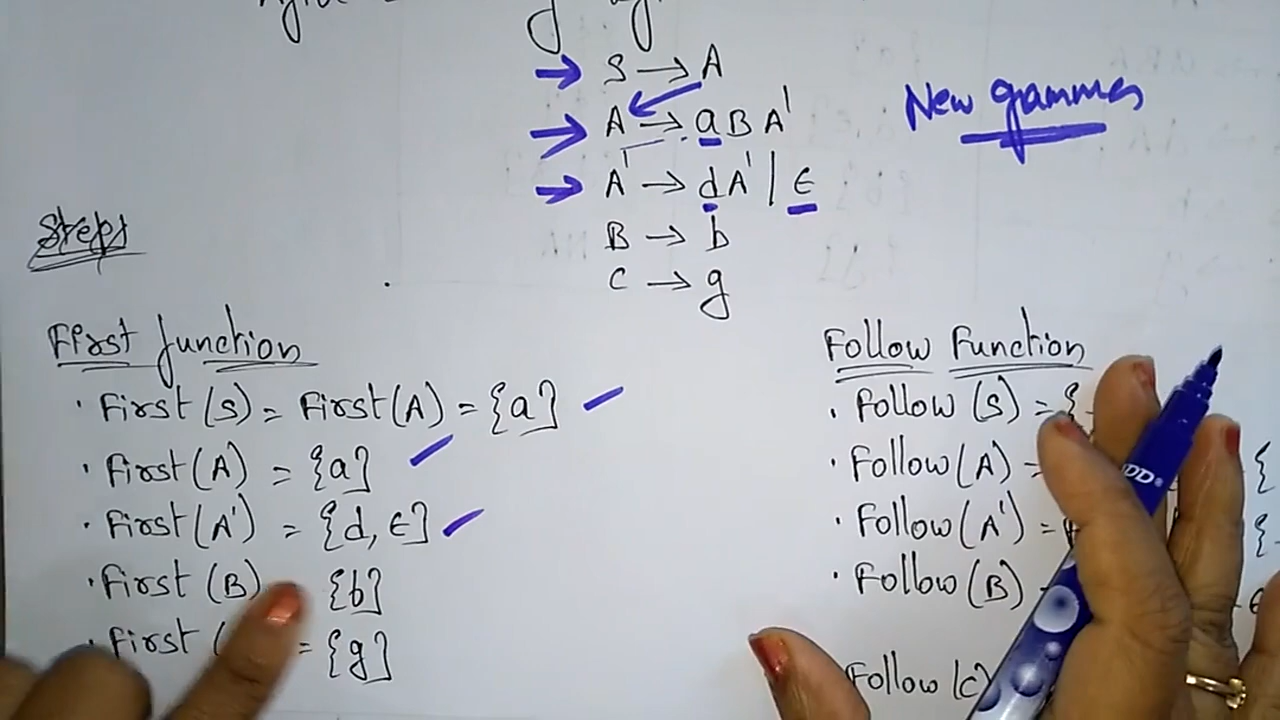 S → A
New grammar
A → aBA'
A' → dA' | ϵ
Steps
B → b
C → g
First function
Follow Function
· First(S) = First(A) = {a}
· Follow (S) = {
· First(A) = {a}
· Follow(A) = {
· First(A') = {d, ϵ}
· Follow(A') = {
· First(B) {b}
· Follow(B)
· First( = {g}
Follow (C)